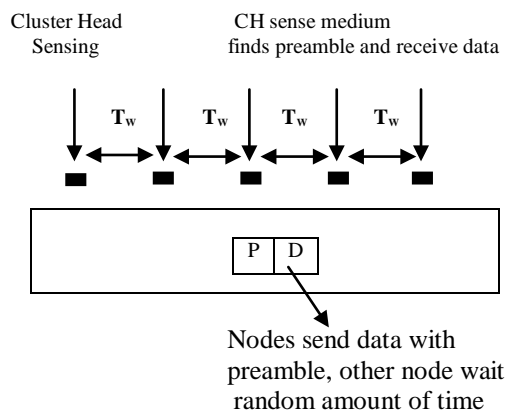 Cluster Head
Sensing
CH sense medium
finds preamble and receive data
Tw Tw Tw Tw
P D
Nodes send data with
preamble, other node wait
random amount of time